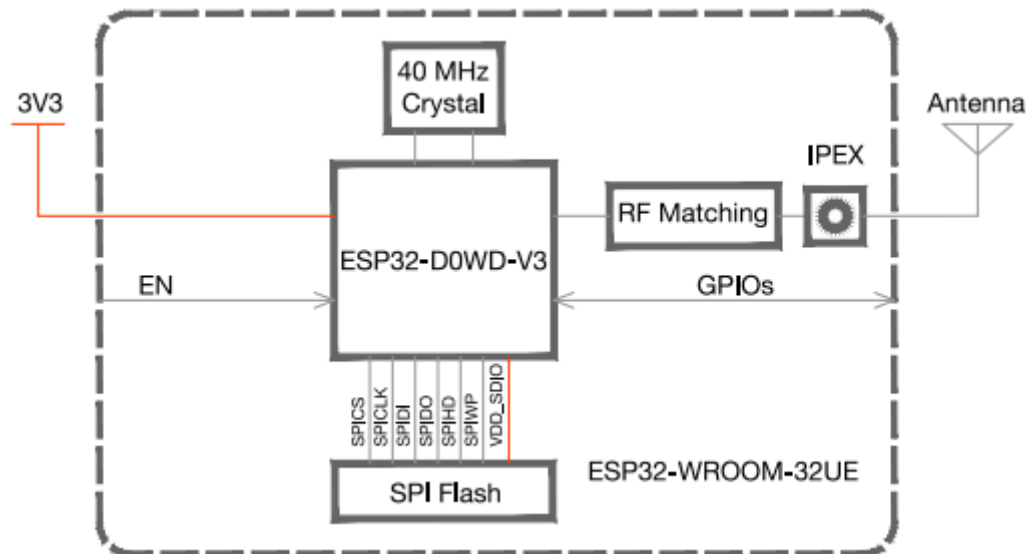 40 MHz
Crystal
3V3
Antenna
IPEX
RF Matching
ESP32-D0WD-V3
EN
GPIOs
SPICS
SPICLK
SPIDI
SPIDO
SPIHD
SPIWP
VDD_SDIO
ESP32-WROOM-32UE
SPI Flash